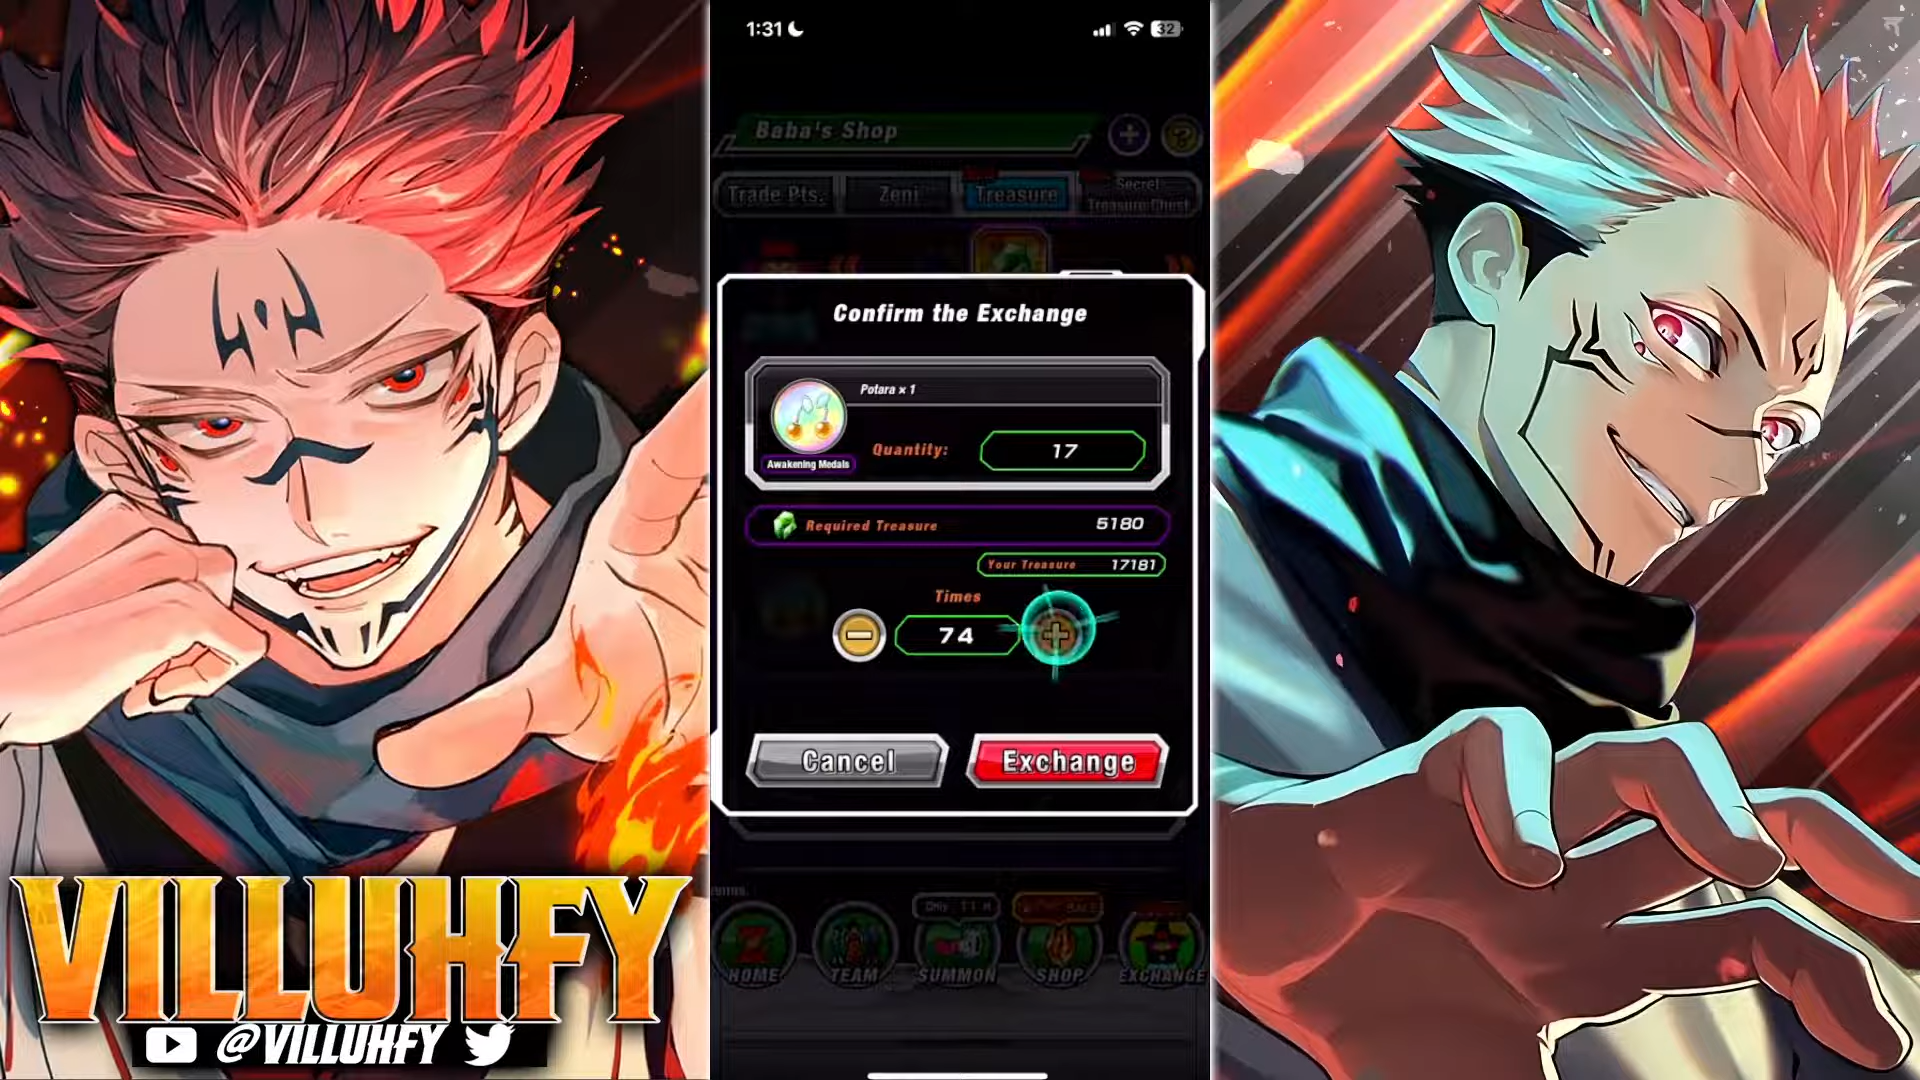 1:31
32
Baba's Shop
Trade Pts.
Zeni
Treasure
Secret
Treasure Chest
Confirm the Exchange
Potara × 1
Awakening Medals
Quantity:
17
Required Treasure
5180
Your Treasure
17181
Times
74
Cancel
Exchange
HOME
TEAM
SUMMON
SHOP
EXCHANGE
VILLUHFY
@VILLUHFY